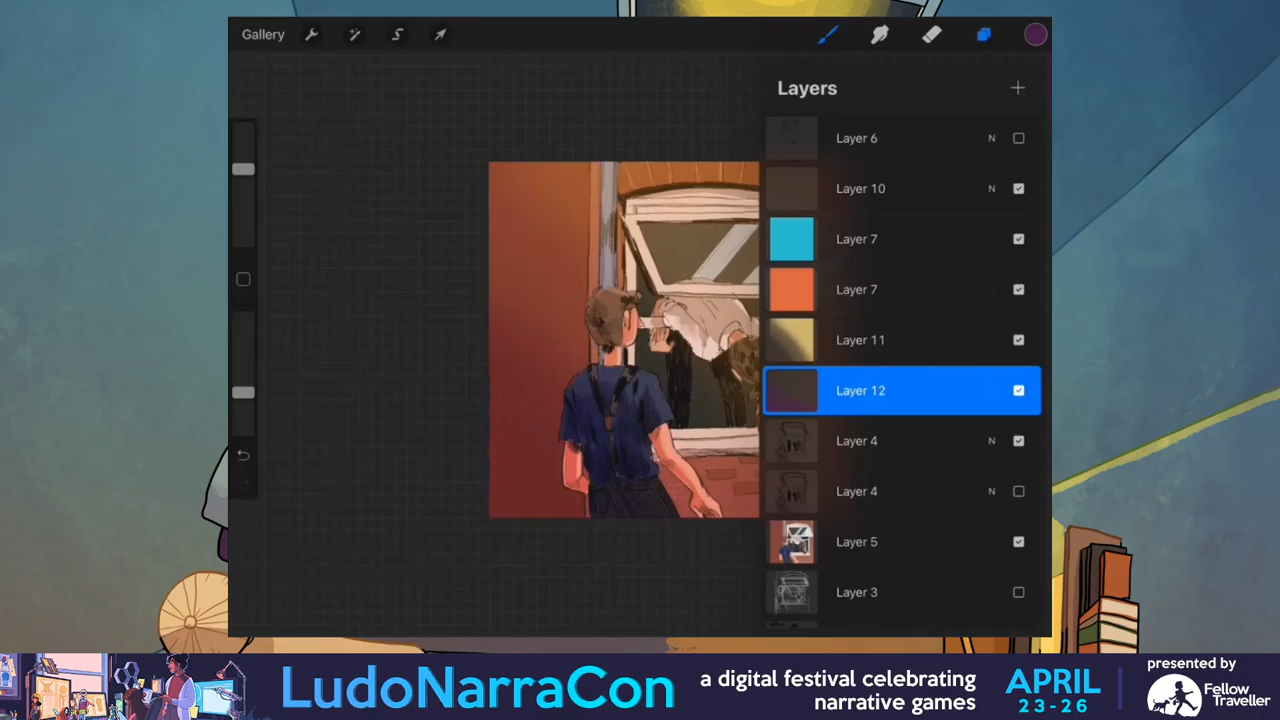 Gallery
Layers
Layer 6 N
Layer 10 N
Layer 7
Layer 7
Layer 11
Layer 12
Layer 4 N
Layer 4 N
Layer 5
Layer 3
LudoNarraCon
a digital festival celebrating
narrative games
APRIL
23-26
presented by
Fellow
Traveller